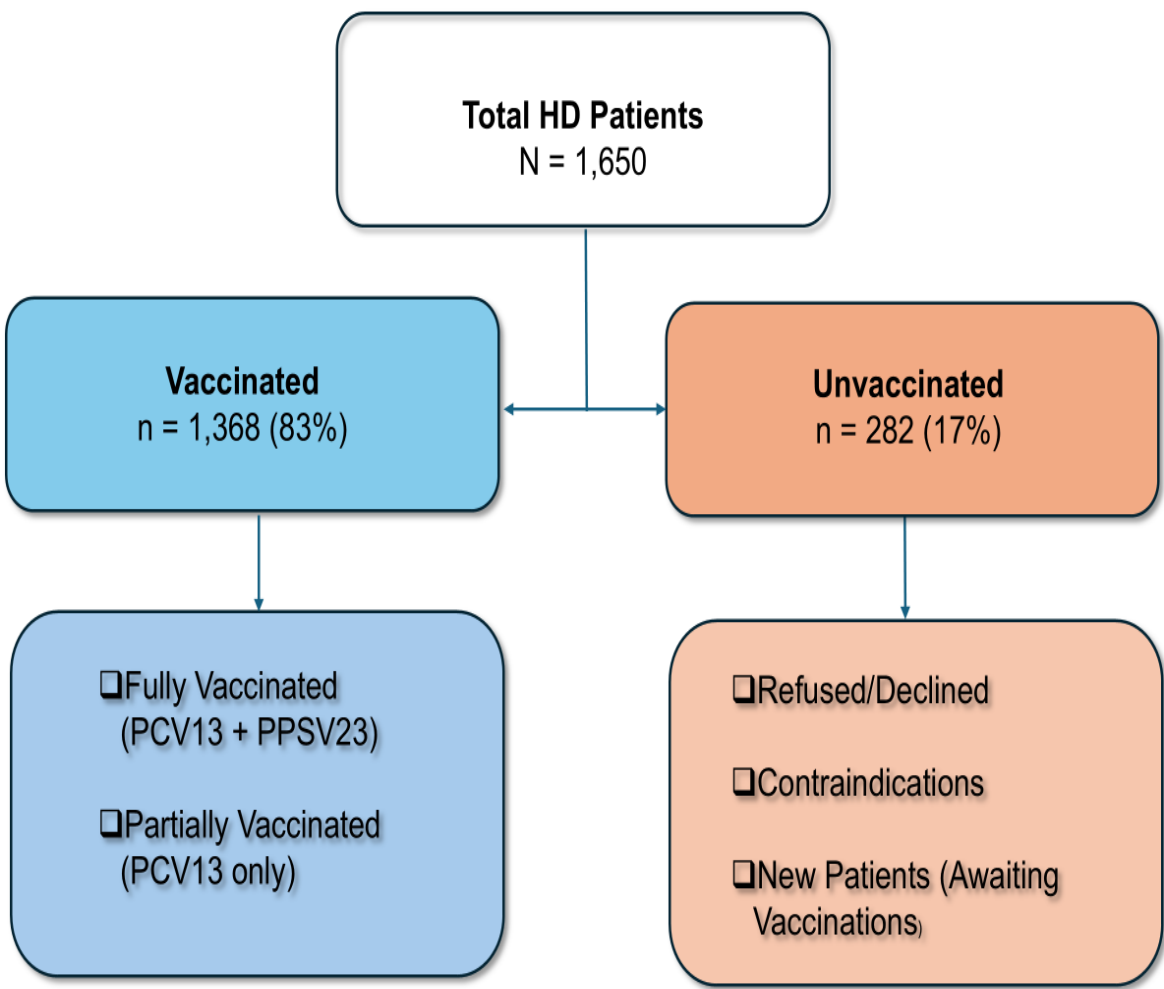 Total HD Patients
N = 1,650
Vaccinated
n = 1,368 (83%)
Unvaccinated
n = 282 (17%)
❑Fully Vaccinated
(PCV13 + PPSV23)
❑Partially Vaccinated
(PCV13 only)
❑Refused/Declined
❑Contraindications
❑New Patients (Awaiting
Vaccinations)